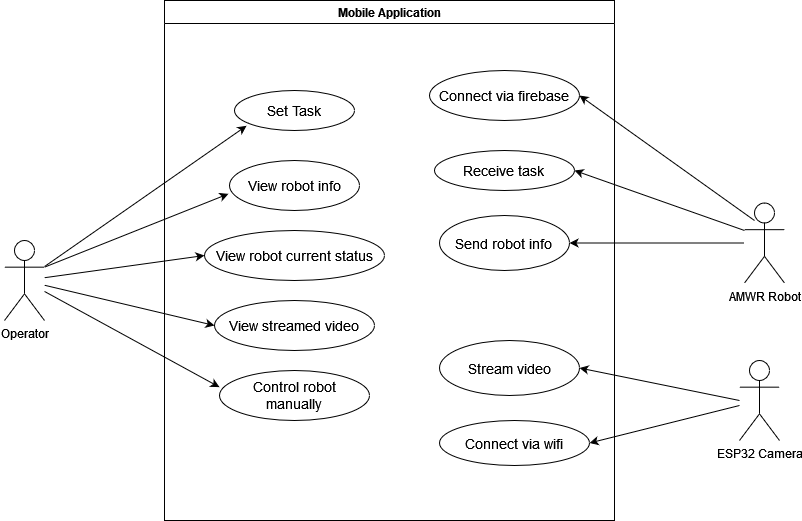 Mobile Application
Set Task
View robot info
View robot current status
View streamed video
Control robot
manually
Connect via firebase
Receive task
Send robot info
Stream video
Connect via wifi
Operator
AMWR Robot
ESP32 Camera